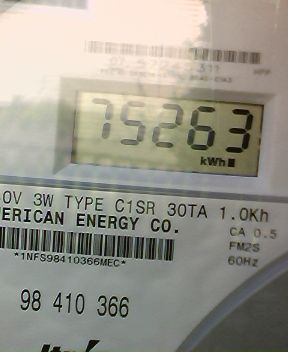 75263
kWh
0V 3W TYPE C1SR 30TA 1.0Kh
ERICAN ENERGY CO.
CA 0.5
FM2S
*1NFS98410366MEC*
60Hz
98 410 366